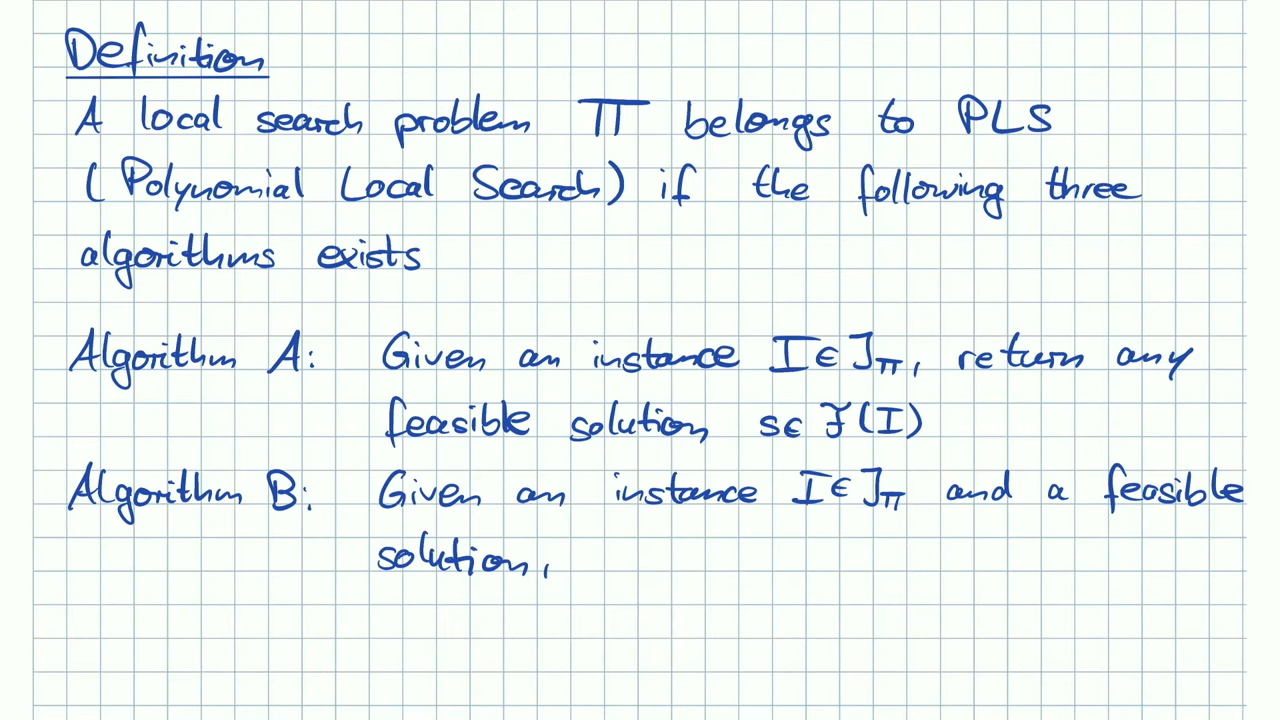 Definition
A local search problem Π belongs to PLS
(Polynomial Local Search) if the following three
algorithms exists
Algorithm A: Given an instance I ∈ J_π, return any
feasible solution s ∈ F(I)
Algorithm B: Given an instance I ∈ J_π and a feasible
solution,